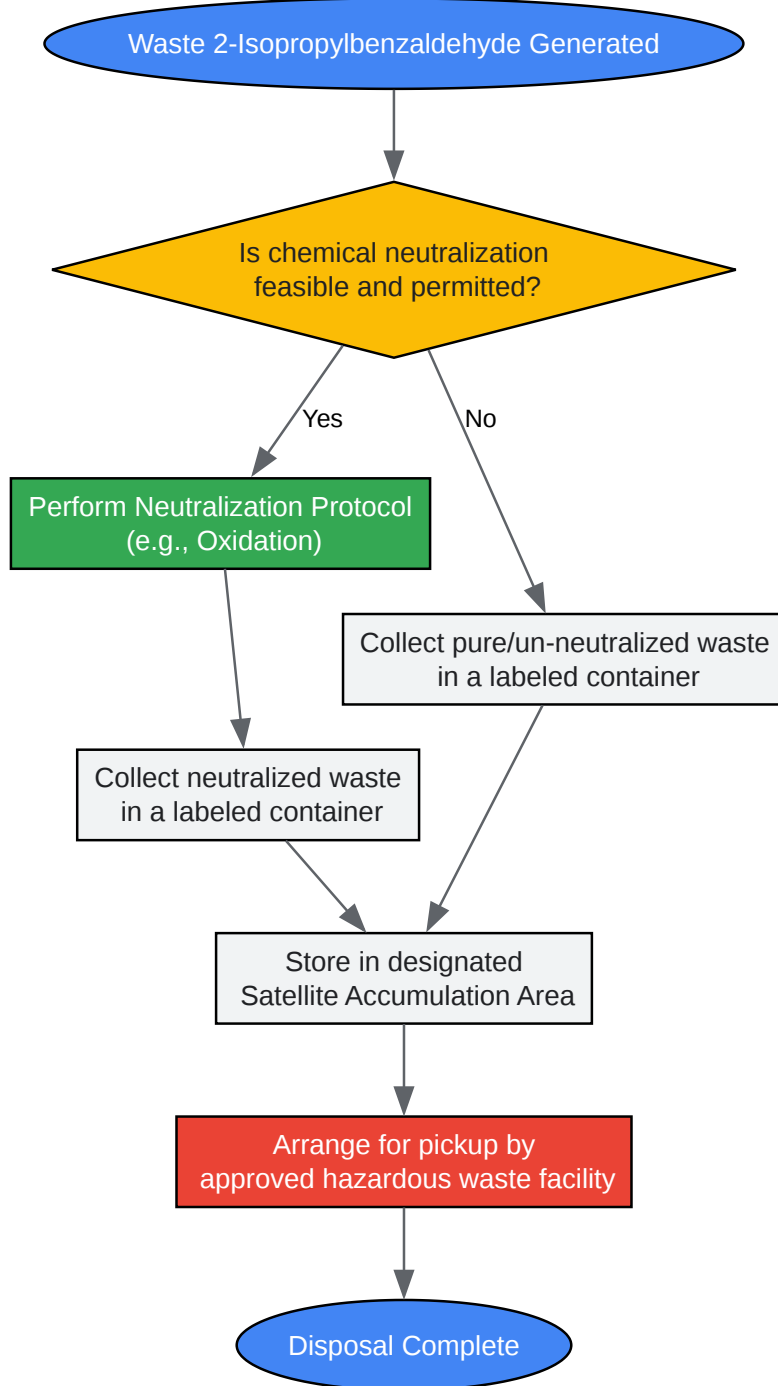 Waste 2-Isopropylbenzaldehyde Generated
Is chemical neutralization
feasible and permitted?
Yes
No
Perform Neutralization Protocol
(e.g., Oxidation)
Collect pure/un-neutralized waste
in a labeled container
Collect neutralized waste
in a labeled container
Store in designated
Satellite Accumulation Area
Arrange for pickup by
approved hazardous waste facility
Disposal Complete